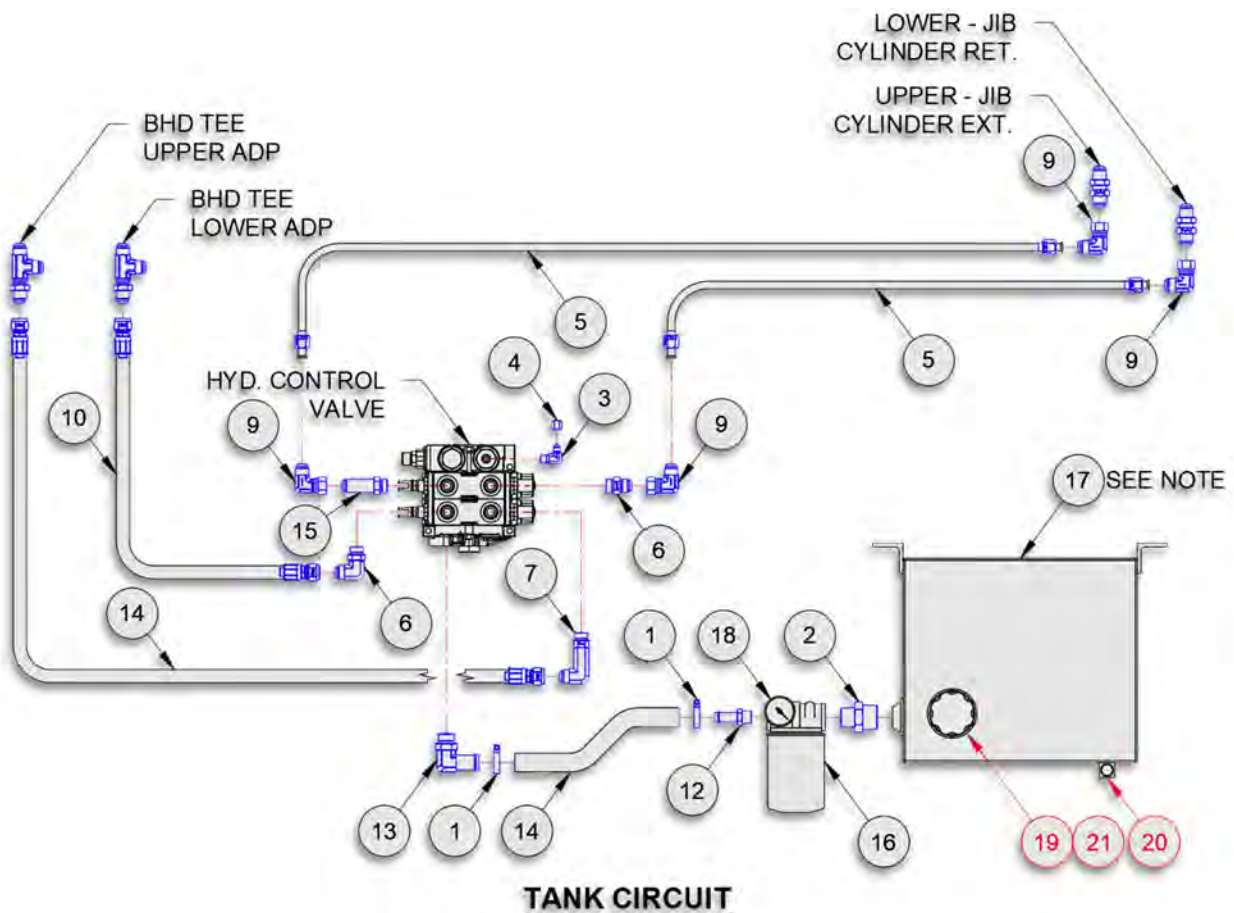 LOWER - JIB
CYLINDER RET.
UPPER - JIB
CYLINDER EXT.
BHD TEE
UPPER ADP
9
BHD TEE
LOWER ADP
5
5
9
4
HYD. CONTROL
VALVE
3
10
9
9
17 SEE NOTE
15
6
7
6
14
1
18
2
12
13
1
14
16
19
21
20
TANK CIRCUIT